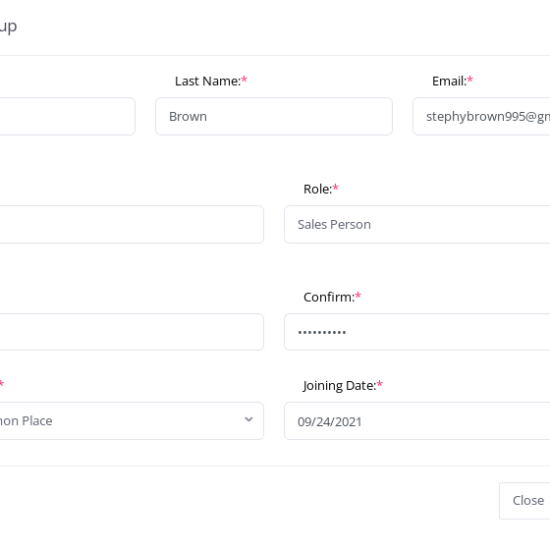 up
Last Name:* Email:*
Brown stephybrown995@gm
Role:*
Sales Person
Confirm:*
••••••••••
* Joining Date:*
non Place 09/24/2021
Close